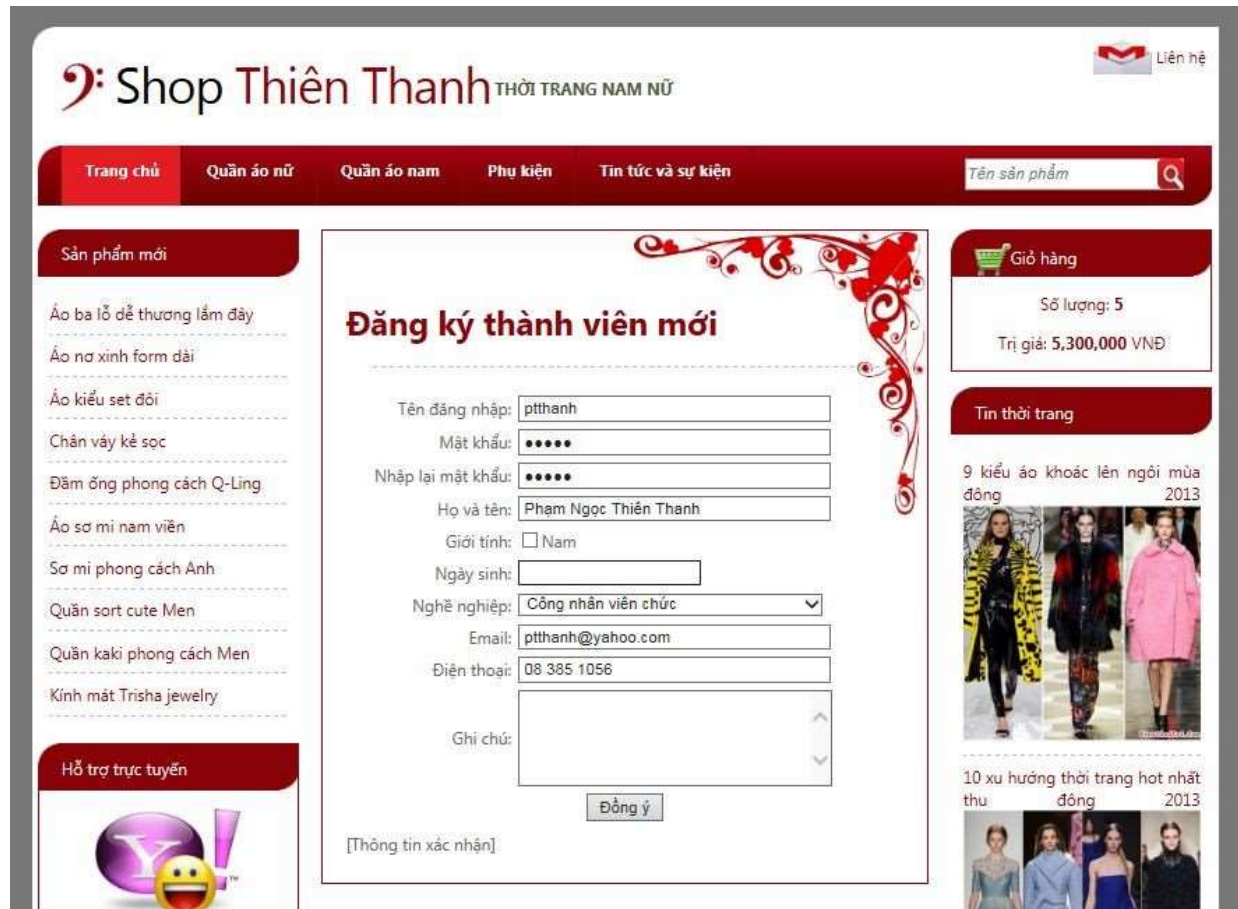 Shop Thiên Thanh THỜI TRANG NAM NỮ
Liên hệ
Trang chủ Quần áo nữ Quần áo nam Phụ kiện Tin tức và sự kiện
Tên sản phẩm
Sản phẩm mới
Áo ba lỗ dễ thương lắm đây
Áo nơ xinh form dài
Áo kiểu set đôi
Chân váy kẻ sọc
Đầm ống phong cách Q-Ling
Áo sơ mi nam viền
Sơ mi phong cách Anh
Quần sort cute Men
Quần kaki phong cách Men
Kính mát Trisha jewelry
Hỗ trợ trực tuyến
Y!
Đăng ký thành viên mới
Tên đăng nhập: ptthanh
Mật khẩu: •••••
Nhập lại mật khẩu: •••••
Họ và tên: Phạm Ngọc Thiên Thanh
Giới tính: Nam
Ngày sinh:
Nghề nghiệp: Công nhân viên chức
Email: ptthanh@yahoo.com
Điện thoại: 08 385 1056
Ghi chú:
Đồng ý
[Thông tin xác nhận]
Giỏ hàng
Số lượng: 5
Trị giá: 5,300,000 VNĐ
Tin thời trang
9 kiểu áo khoác lên ngôi mùa
đông 2013
10 xu hướng thời trang hot nhất
thu đông 2013